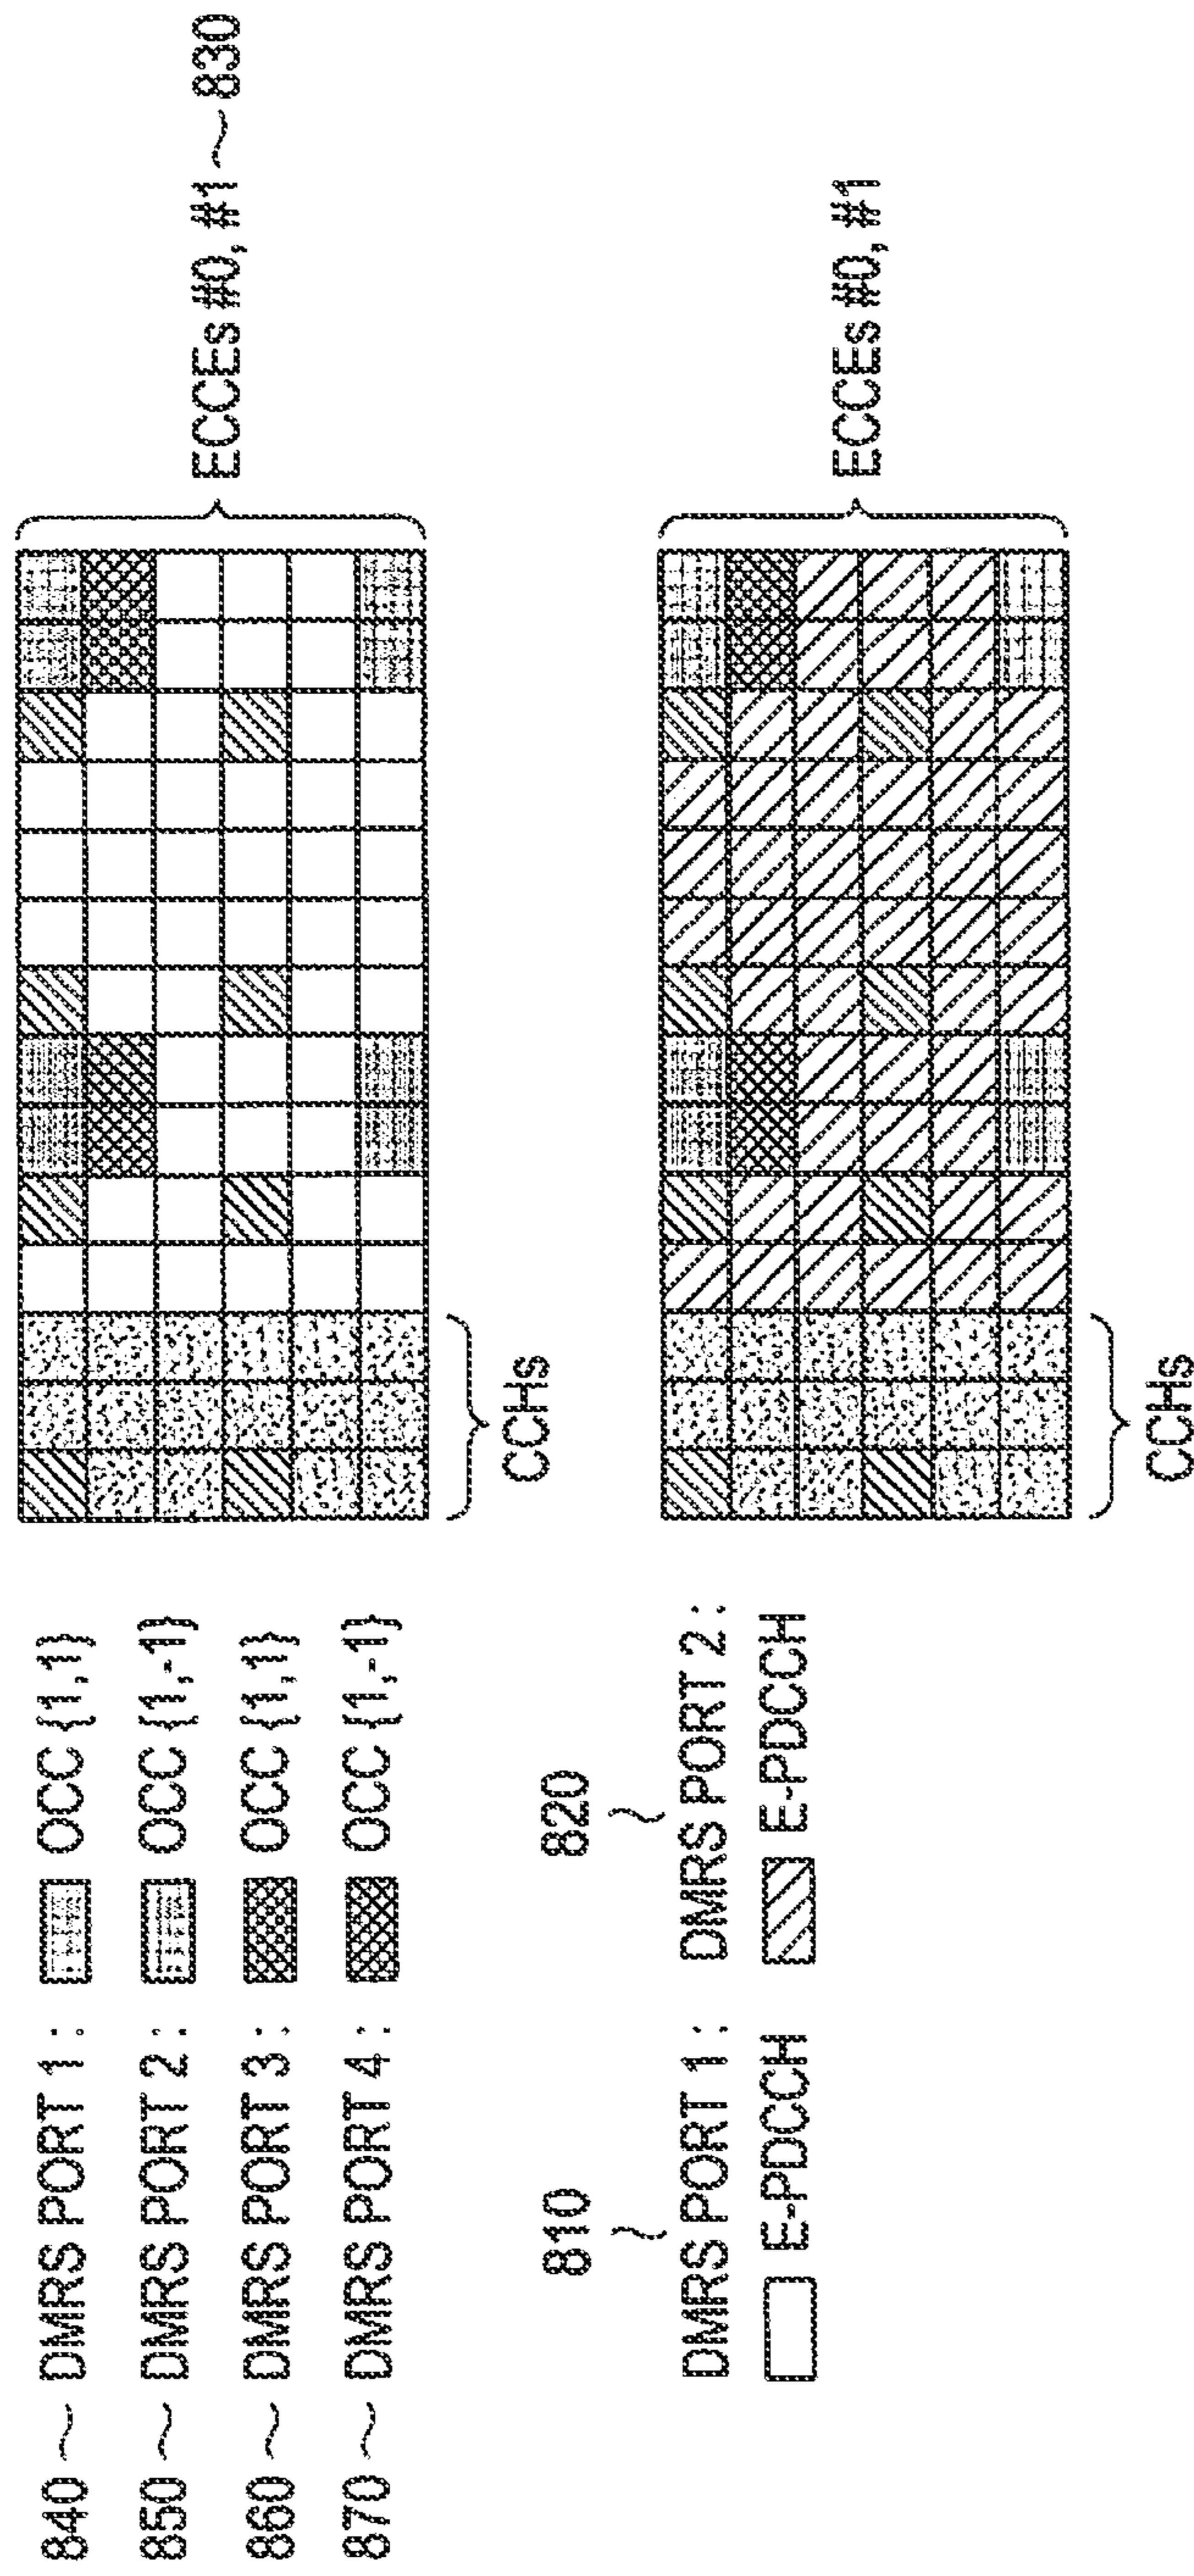 840 ~ DMRS PORT 1 : OCC {1,1}
850 ~ DMRS PORT 2 : OCC {1,-1}
860 ~ DMRS PORT 3 : OCC {1,1}
870 ~ DMRS PORT 4 : OCC {1,-1}
CCHs
ECCEs #0, #1 ~ 830
810
820
DMRS PORT 1 :
E-PDCCH
DMRS PORT 2 :
E-PDCCH
CCHs
ECCEs #0, #1